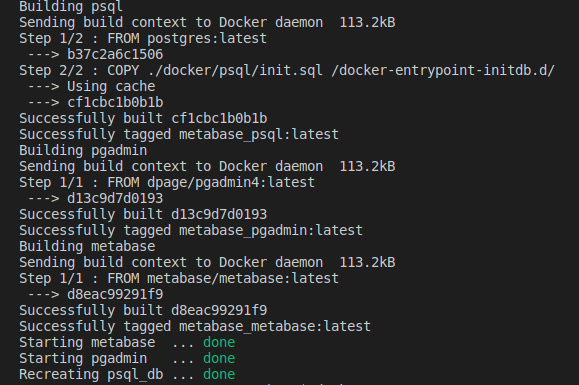 Building psql
Sending build context to Docker daemon  113.2kB
Step 1/2 : FROM postgres:latest
 ---> b37c2a6c1506
Step 2/2 : COPY ./docker/psql/init.sql /docker-entrypoint-initdb.d/
 ---> Using cache
 ---> cf1cbc1b0b1b
Successfully built cf1cbc1b0b1b
Successfully tagged metabase_psql:latest
Building pgadmin
Sending build context to Docker daemon  113.2kB
Step 1/1 : FROM dpage/pgadmin4:latest
 ---> d13c9d7d0193
Successfully built d13c9d7d0193
Successfully tagged metabase_pgadmin:latest
Building metabase
Sending build context to Docker daemon  113.2kB
Step 1/1 : FROM metabase/metabase:latest
 ---> d8eac99291f9
Successfully built d8eac99291f9
Successfully tagged metabase_metabase:latest
Starting metabase  ... done
Starting pgadmin   ... done
Recreating psql_db ... done